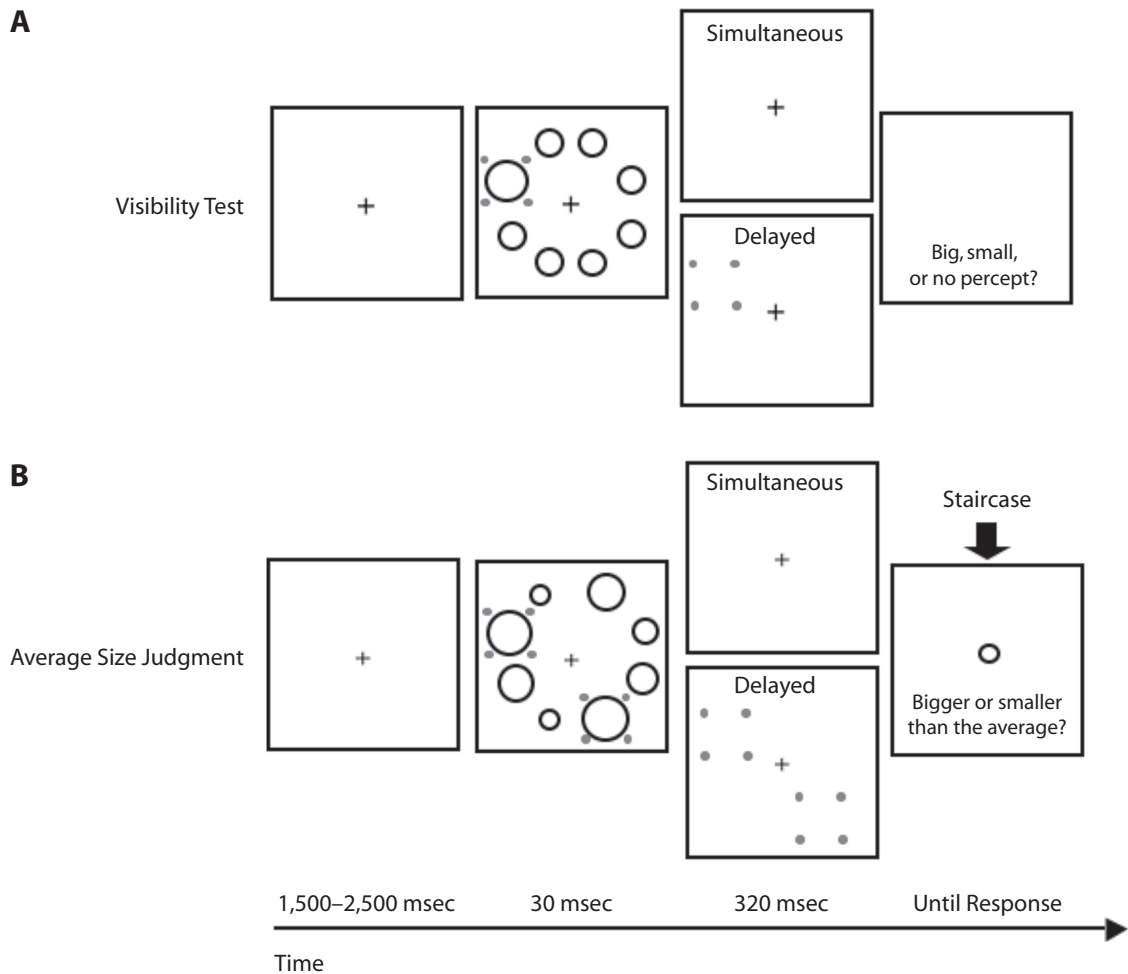 A
Simultaneous
Visibility Test
Delayed
Big, small,
or no percept?
B
Simultaneous
Staircase
Average Size Judgment
Delayed
Bigger or smaller
than the average?
1,500–2,500 msec
30 msec
320 msec
Until Response
Time